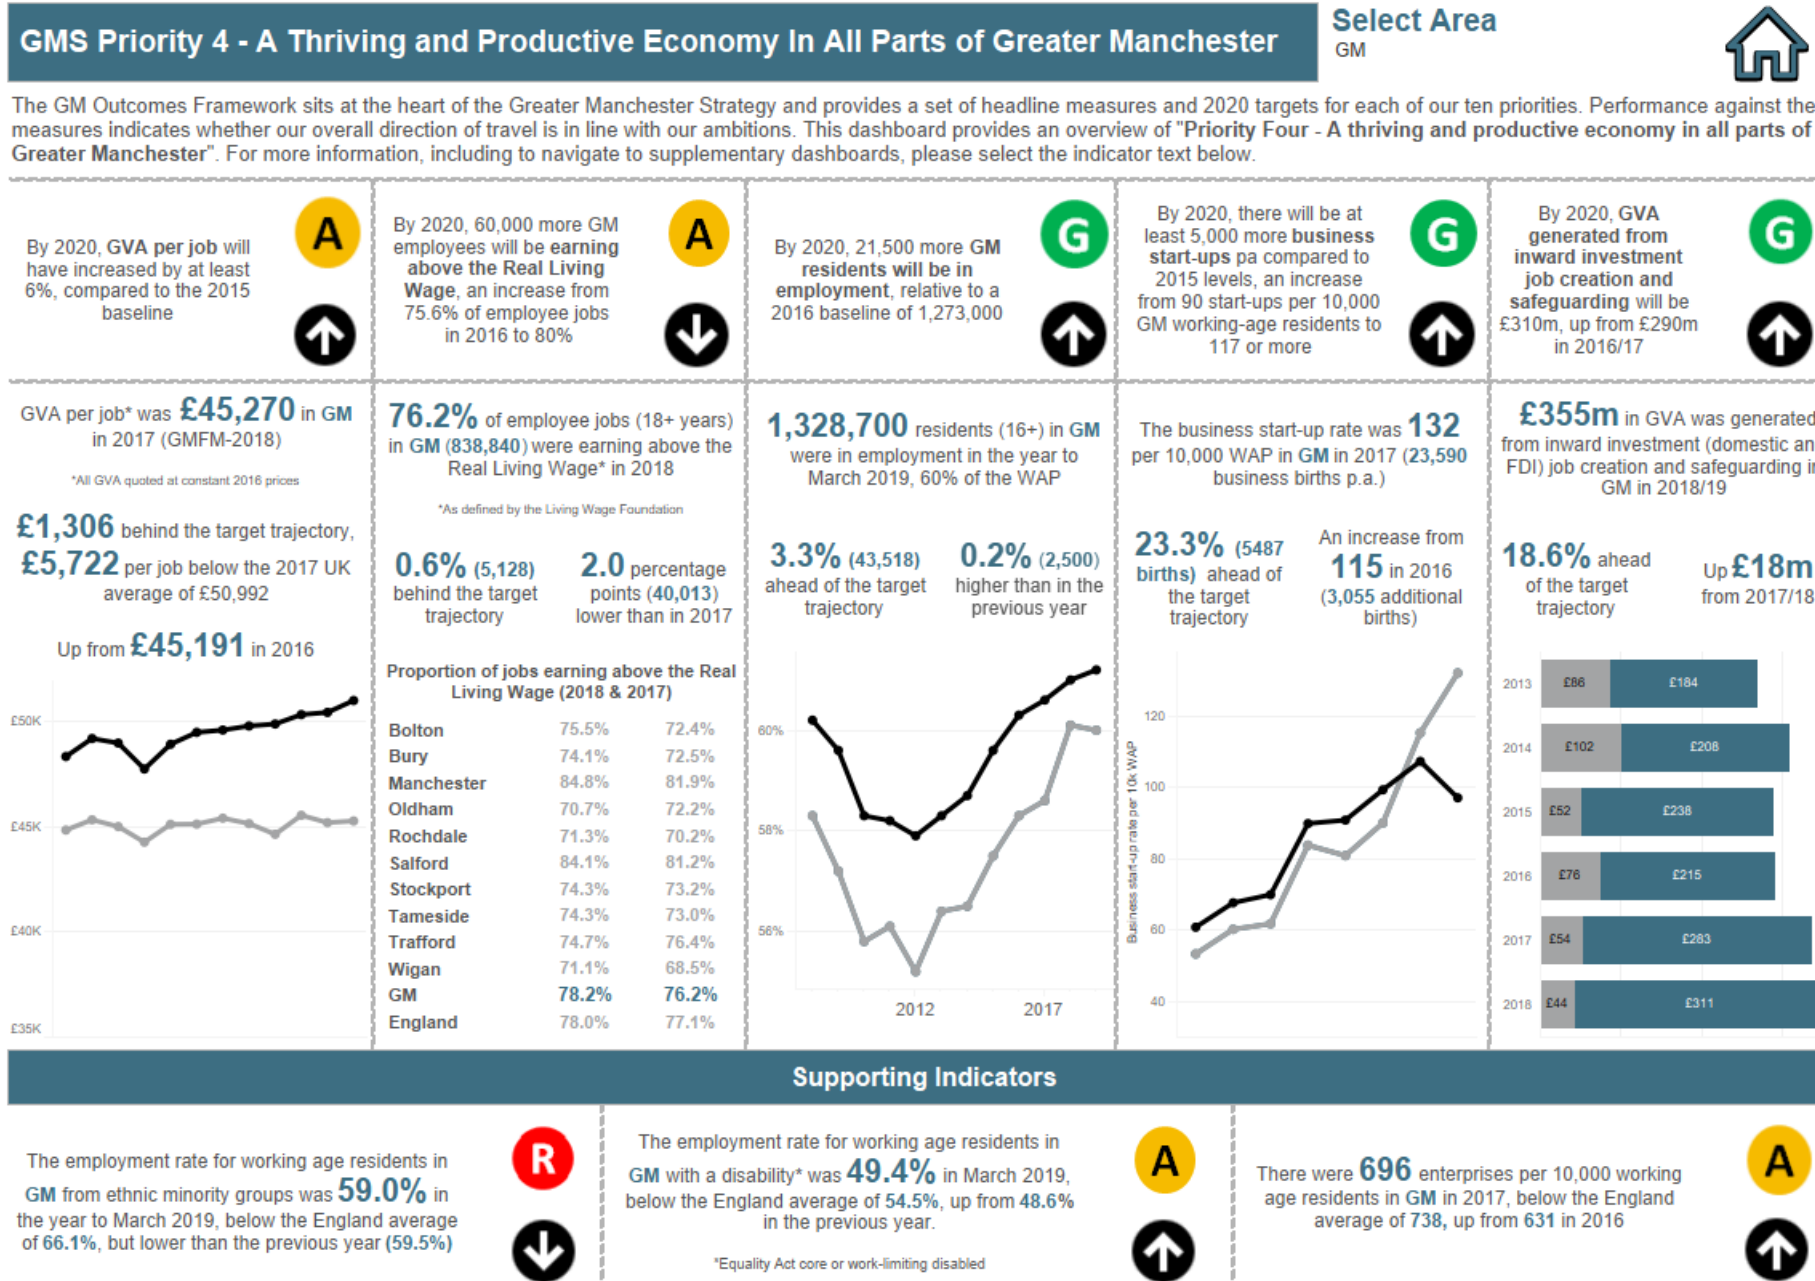 GMS Priority 4 - A Thriving and Productive Economy In All Parts of Greater Manchester
Select Area
GM
The GM Outcomes Framework sits at the heart of the Greater Manchester Strategy and provides a set of headline measures and 2020 targets for each of our ten priorities. Performance against the
measures indicates whether our overall direction of travel is in line with our ambitions. This dashboard provides an overview of "Priority Four - A thriving and productive economy in all parts of
Greater Manchester". For more information, including to navigate to supplementary dashboards, please select the indicator text below.
By 2020, GVA per job will
have increased by at least
6%, compared to the 2015
baseline
A
By 2020, 60,000 more GM
employees will be earning
above the Real Living
Wage, an increase from
75.6% of employee jobs
in 2016 to 80%
A
By 2020, 21,500 more GM
residents will be in
employment, relative to a
2016 baseline of 1,273,000
G
By 2020, there will be at
least 5,000 more business
start-ups pa compared to
2015 levels, an increase
from 90 start-ups per 10,000
GM working-age residents to
117 or more
G
By 2020, GVA
generated from
inward investment
job creation and
safeguarding will be
£310m, up from £290m
in 2016/17
G
GVA per job* was £45,270 in GM
in 2017 (GMFM-2018)
*All GVA quoted at constant 2016 prices
£1,306 behind the target trajectory,
£5,722 per job below the 2017 UK
average of £50,992
Up from £45,191 in 2016
£50K
£45K
£40K
£35K
76.2% of employee jobs (18+ years)
in GM (838,840) were earning above the
Real Living Wage* in 2018
*As defined by the Living Wage Foundation
0.6% (5,128)
behind the target
trajectory
2.0 percentage
points (40,013)
lower than in 2017
Proportion of jobs earning above the Real
Living Wage (2018 & 2017)
Bolton 75.5% 72.4%
Bury 74.1% 72.5%
Manchester 84.8% 81.9%
Oldham 70.7% 72.2%
Rochdale 71.3% 70.2%
Salford 84.1% 81.2%
Stockport 74.3% 73.2%
Tameside 74.3% 73.0%
Trafford 74.7% 76.4%
Wigan 71.1% 68.5%
GM 78.2% 76.2%
England 78.0% 77.1%
1,328,700 residents (16+) in GM
were in employment in the year to
March 2019, 60% of the WAP
3.3% (43,518)
ahead of the target
trajectory
0.2% (2,500)
higher than in the
previous year
60%
58%
56%
2012 2017
The business start-up rate was 132
per 10,000 WAP in GM in 2017 (23,590
business births p.a.)
23.3% (5487
births) ahead of
the target
trajectory
An increase from
115 in 2016
(3,055 additional
births)
Business start-up rate per 10k WAP
120
100
80
60
40
£355m in GVA was generated
from inward investment (domestic an
FDI) job creation and safeguarding in
GM in 2018/19
18.6% ahead
of the target
trajectory
Up £18m
from 2017/18
2013 £86 £184
2014 £102 £208
2015 £52 £238
2016 £76 £215
2017 £54 £283
2018 £44 £311
Supporting Indicators
The employment rate for working age residents in
GM from ethnic minority groups was 59.0% in
the year to March 2019, below the England average
of 66.1%, but lower than the previous year (59.5%)
R
The employment rate for working age residents in
GM with a disability* was 49.4% in March 2019,
below the England average of 54.5%, up from 48.6%
in the previous year.
*Equality Act core or work-limiting disabled
A
There were 696 enterprises per 10,000 working
age residents in GM in 2017, below the England
average of 738, up from 631 in 2016
A